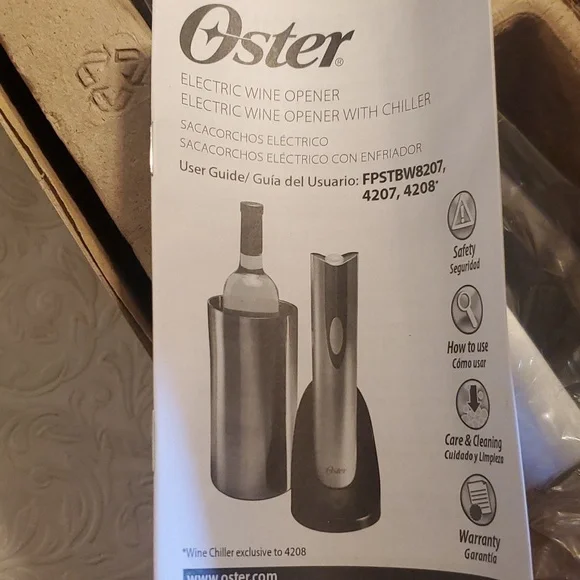 Oster®
ELECTRIC WINE OPENER
ELECTRIC WINE OPENER WITH CHILLER
SACACORCHOS ELÉCTRICO
SACACORCHOS ELÉCTRICO CON ENFRIADOR
User Guide/ Guía del Usuario: FPSTBW8207,
4207, 4208*
Safety
Seguridad
How to use
Cómo usar
Care & Cleaning
Cuidado y Limpieza
Oster
Warranty
Garantía
*Wine Chiller exclusive to 4208
www.oster.com